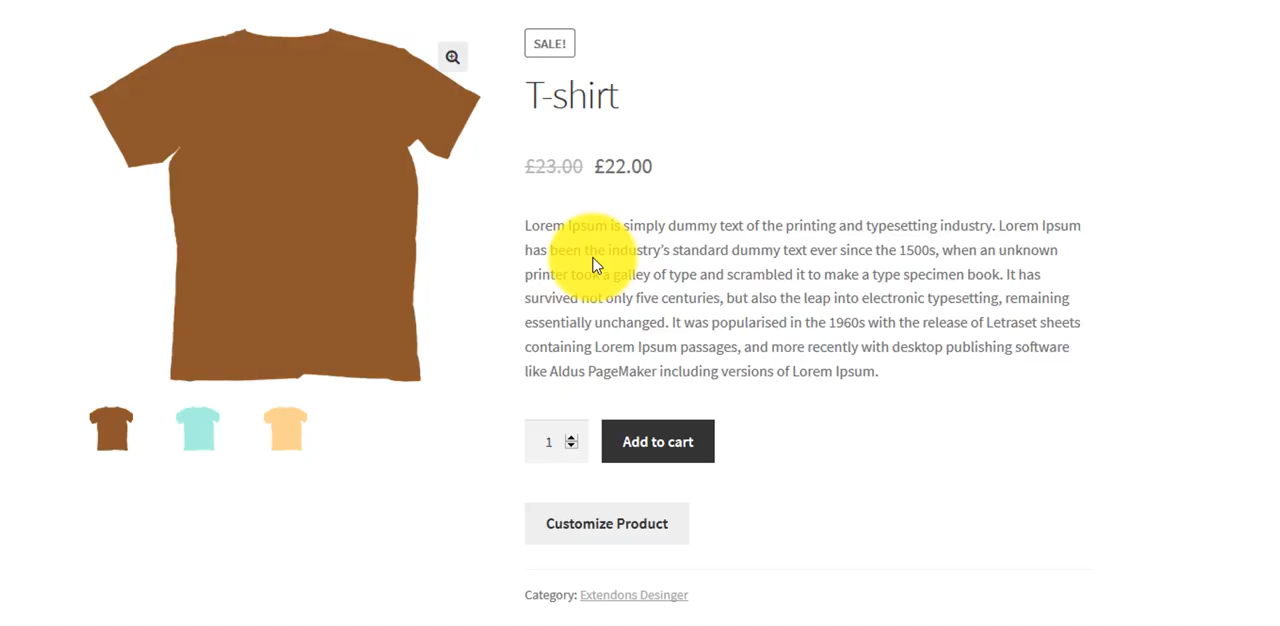 SALE!
T-shirt
£23.00 £22.00
Lorem Ipsum is simply dummy text of the printing and typesetting industry. Lorem Ipsum
has been the industry’s standard dummy text ever since the 1500s, when an unknown
printer took a galley of type and scrambled it to make a type specimen book. It has
survived not only five centuries, but also the leap into electronic typesetting, remaining
essentially unchanged. It was popularised in the 1960s with the release of Letraset sheets
containing Lorem Ipsum passages, and more recently with desktop publishing software
like Aldus PageMaker including versions of Lorem Ipsum.
1 Add to cart
Customize Product
Category: Extendons Desinger